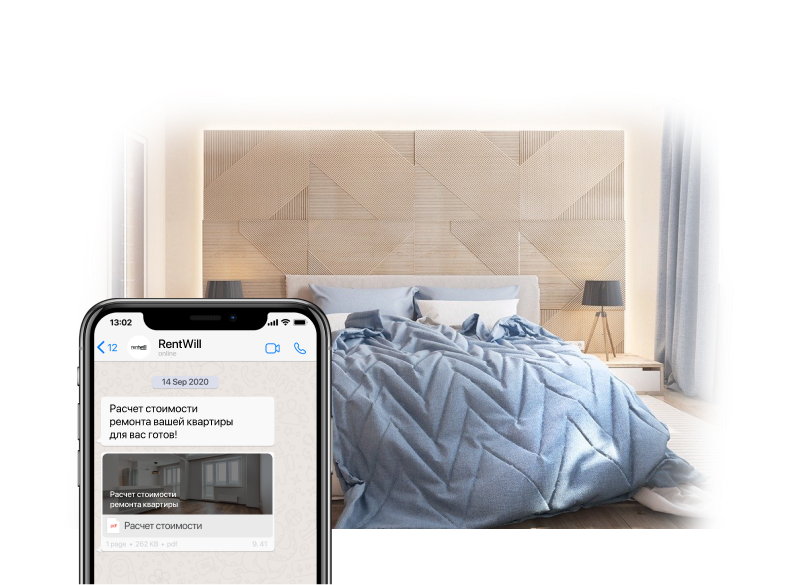 13:02
12
rentwill
RentWill
online
14 Sep 2020
Расчет стоимости
ремонта вашей квартиры
для вас готов!
Расчет стоимости
ремонта квартиры
Расчет стоимости
1 page • 282 KB • pdf
9:41